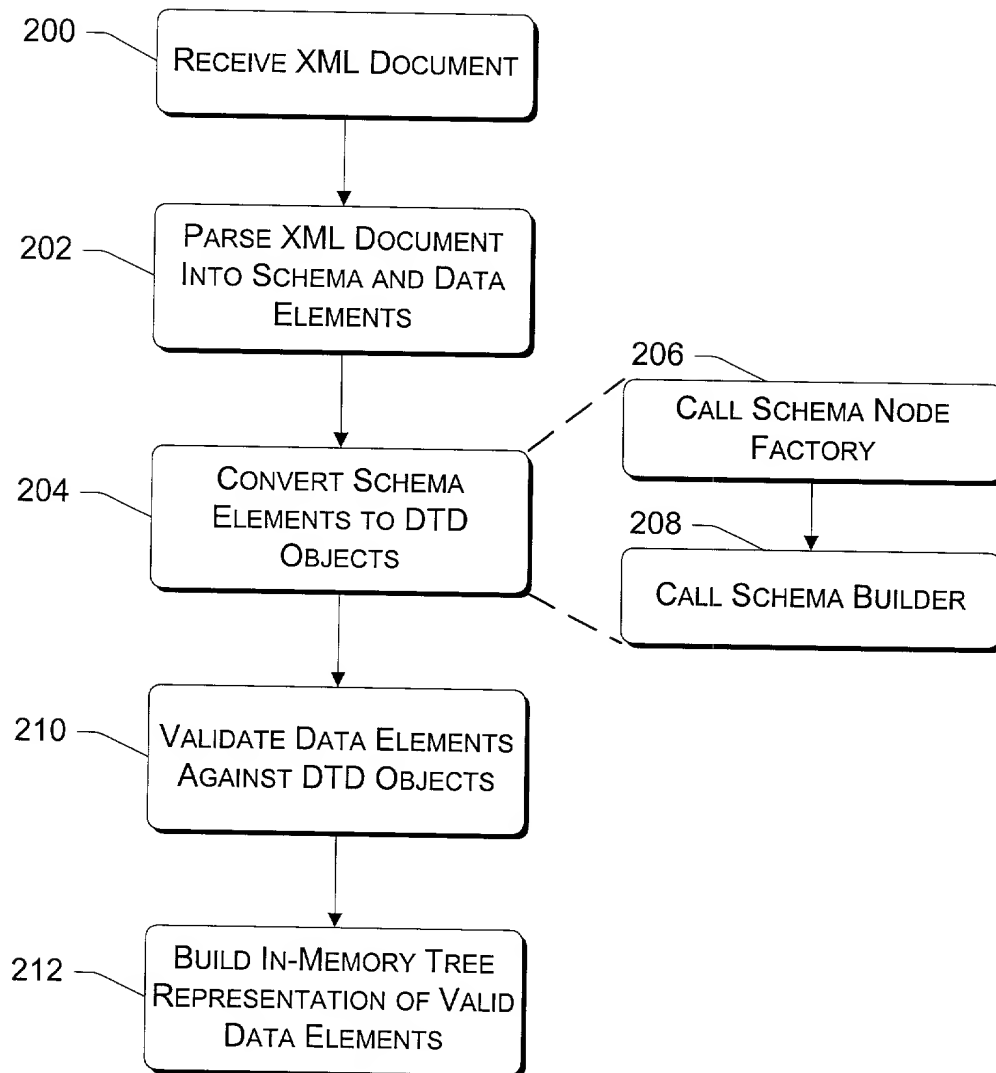 200
RECEIVE XML DOCUMENT
202
PARSE XML DOCUMENT
INTO SCHEMA AND DATA
ELEMENTS
204
CONVERT SCHEMA
ELEMENTS TO DTD
OBJECTS
206
CALL SCHEMA NODE
FACTORY
208
CALL SCHEMA BUILDER
210
VALIDATE DATA ELEMENTS
AGAINST DTD OBJECTS
212
BUILD IN-MEMORY TREE
REPRESENTATION OF VALID
DATA ELEMENTS